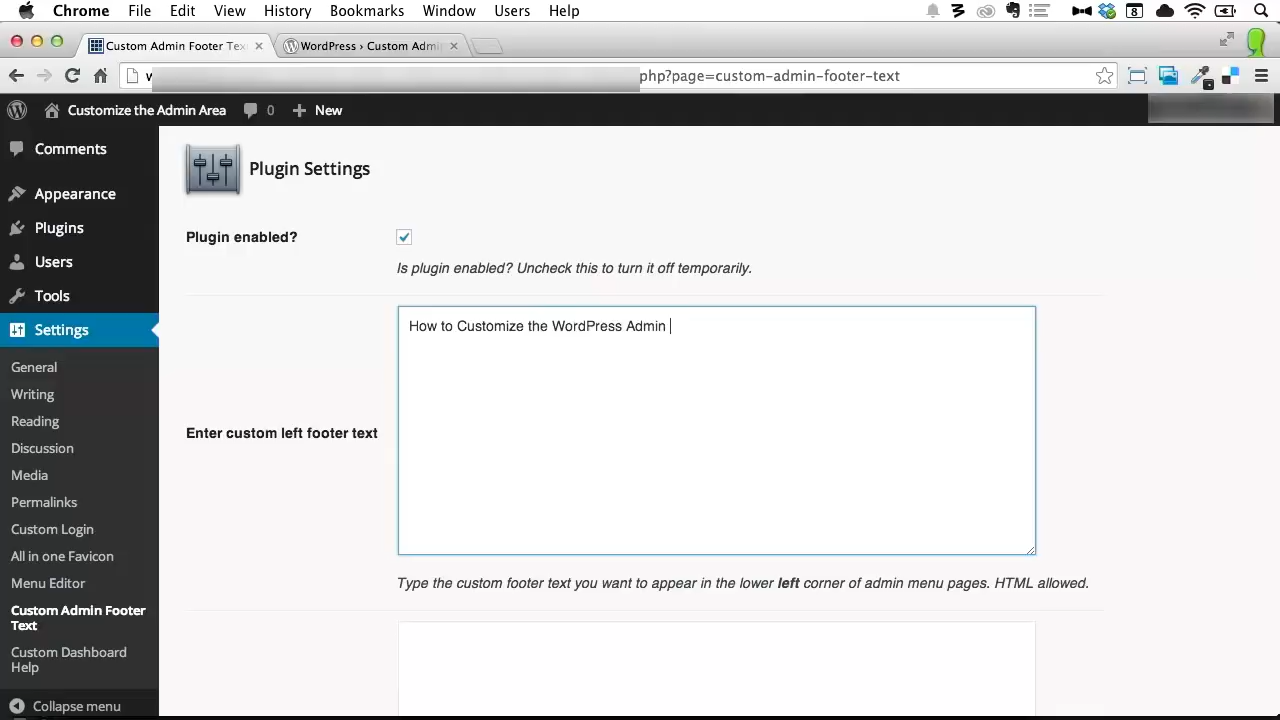 Chrome File Edit View History Bookmarks Window Users Help
8
Custom Admin Footer Tex × WordPress › Custom Admi ×
w php?page=custom-admin-footer-text
Customize the Admin Area 0 + New
Comments
Appearance
Plugins
Users
Tools
Settings
General
Writing
Reading
Discussion
Media
Permalinks
Custom Login
All in one Favicon
Menu Editor
Custom Admin Footer
Text
Custom Dashboard
Help
Collapse menu
Plugin Settings
Plugin enabled?
Is plugin enabled? Uncheck this to turn it off temporarily.
Enter custom left footer text
How to Customize the WordPress Admin
Type the custom footer text you want to appear in the lower left corner of admin menu pages. HTML allowed.